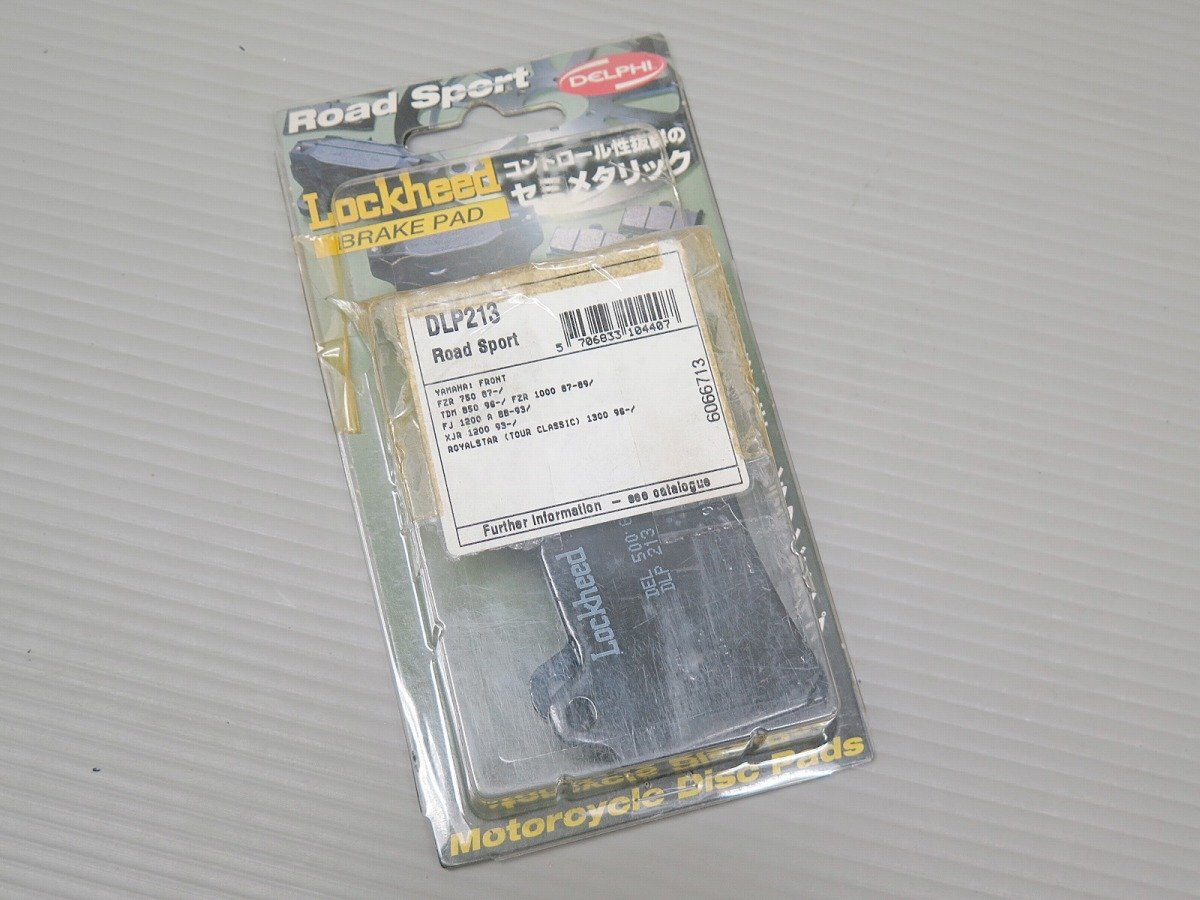 Road Sport
DELPHI
Lockheed
BRAKE PAD
コントロール性抜群の
セミメタリック
DLP213
Road Sport
5 706833 104407
YAMAHA: FRONT
FZR 750 87-/
TDM 850 96-/ FZR 1000 87-89/
FJ 1200 A 88-93/
XJR 1200 93-/
ROYALSTAR (TOUR CLASSIC) 1300 96-/
6066713
Further Information - see catalogue
Lockheed
DEL 500
DLP 213
Motorcycle Disc Pads